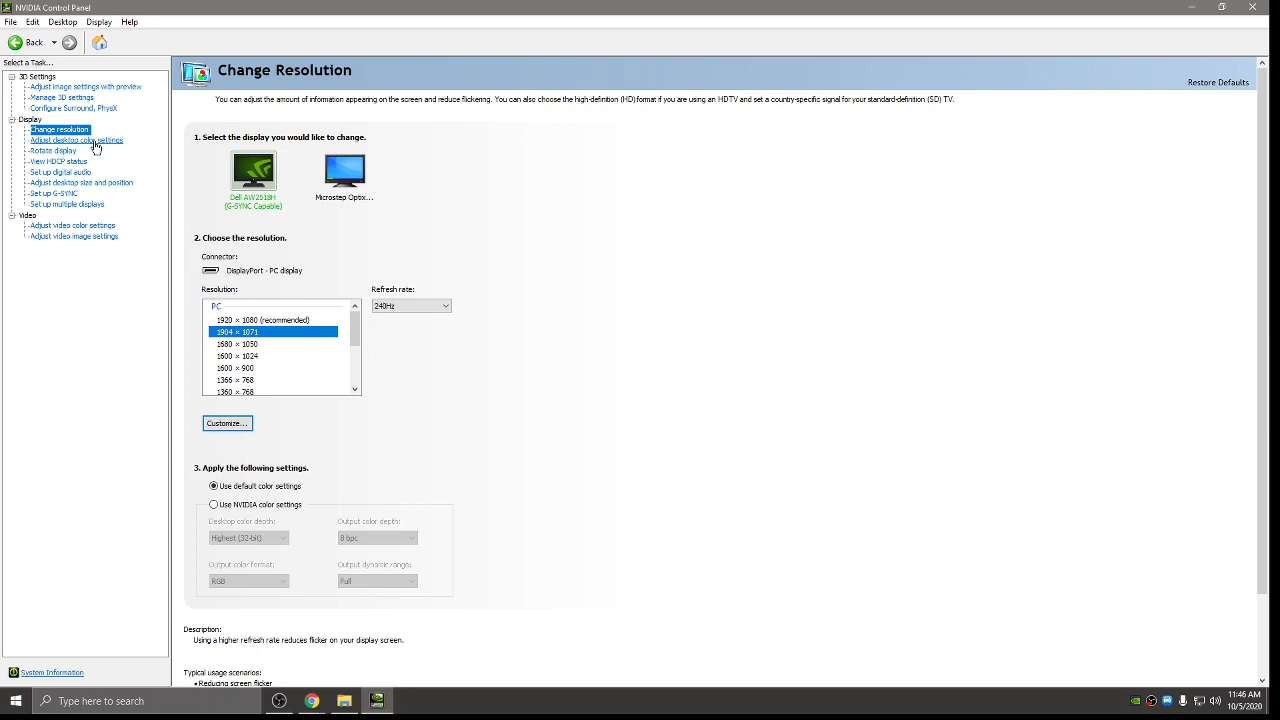 NVIDIA Control Panel
File Edit Desktop Display Help
Back
Select a Task...
3D Settings
Adjust image settings with preview
Manage 3D settings
Configure Surround, PhysX
Display
Change resolution
Adjust desktop color settings
Rotate display
View HDCP status
Set up digital audio
Adjust desktop size and position
Set up G-SYNC
Set up multiple displays
Video
Adjust video color settings
Adjust video image settings
System Information
Change Resolution
Restore Defaults
You can adjust the amount of information appearing on the screen and reduce flickering. You can also choose the high-definition (HD) format if you are using an HDTV and set a country-specific signal for your standard-definition (SD) TV.
1. Select the display you would like to change.
Dell AW2518H
(G-SYNC Capable)
Microstep Optix...
2. Choose the resolution.
Connector:
DisplayPort - PC display
Resolution:
Refresh rate:
PC
240Hz
1920 × 1080 (recommended)
1904 × 1071
1680 × 1050
1600 × 1024
1600 × 900
1366 × 768
1360 × 768
Customize...
3. Apply the following settings.
Use default color settings
Use NVIDIA color settings
Desktop color depth:
Output color depth:
Highest (32-bit)
8 bpc
Output color format:
Output dynamic range:
RGB
Full
Description:
Using a higher refresh rate reduces flicker on your display screen.
Typical usage scenarios:
• Reducing screen flicker
Type here to search
11:46 AM
10/5/2020